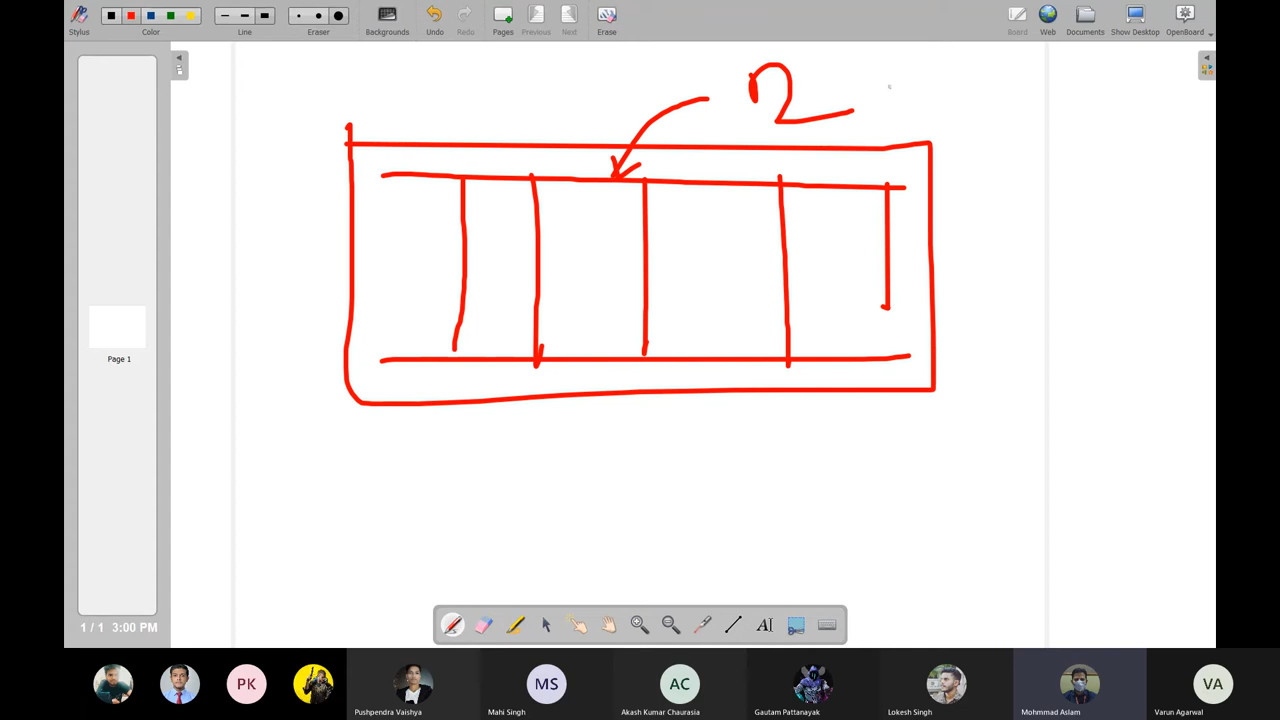 Stylus
Color
Line
Eraser
Backgrounds
Undo
Redo
Pages
Previous
Next
Erase
Board
Web
Documents
Show Desktop
OpenBoard
Page 1
1 / 1 3:00 PM
PK
Pushpendra Vaishya
MS
Mahi Singh
AC
Akash Kumar Chaurasia
Gautam Pattanayak
Lokesh Singh
Mohmmad Aslam
VA
Varun Agarwal